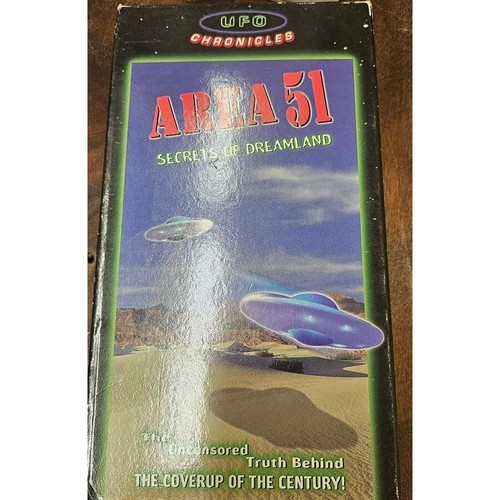 UFO
CHRONICLES
AREA 51
SECRETS OF DREAMLAND
The
Uncensored
Truth Behind
THE COVERUP OF THE CENTURY!